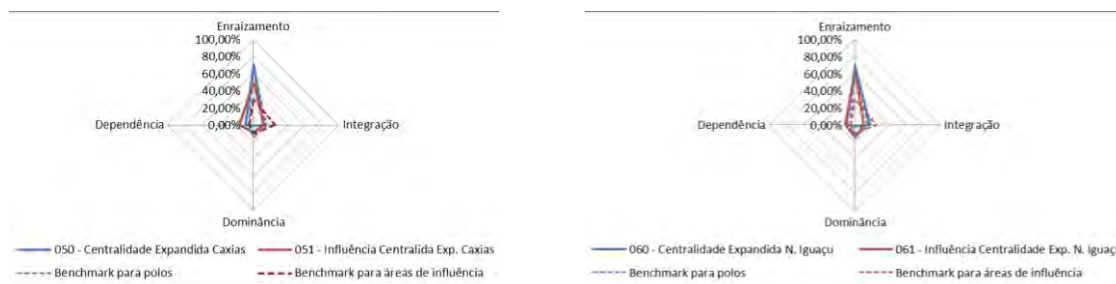 Enraizamento
100,00%
80,00%
60,00%
40,00%
20,00%
Dependência 0,00% Integração
Dominância
050 - Centralidade Expandida Caxias 051 - Influência Centralida Exp. Caxias
Benchmark para polos Benchmark para áreas de influência
Enraizamento
100,00%
80,00%
60,00%
40,00%
20,00%
Dependência 0,00% Integração
Dominância
060 - Centralidade Expandida N. Iguaçu 061 - Influência Centralidade Exp. N. Iguaçu
Benchmark para polos Benchmark para áreas de influência